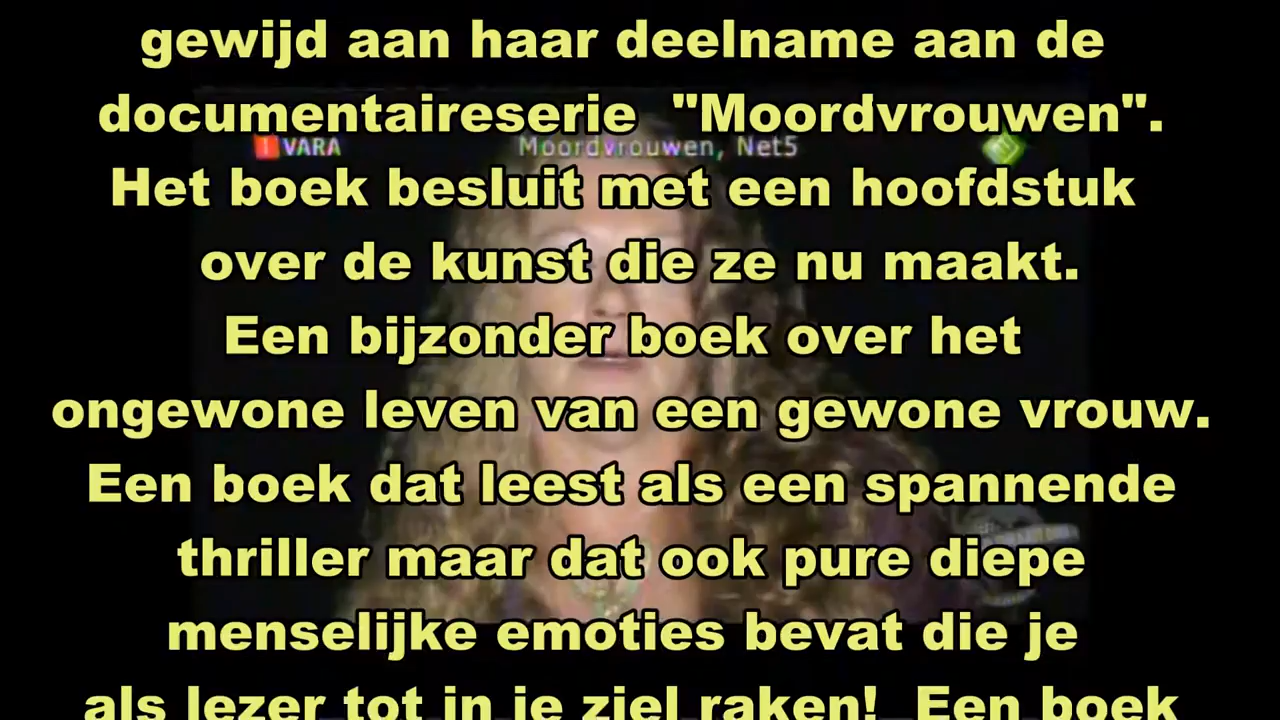 gewijd aan haar deelname aan de
documentaireserie "Moordvrouwen".
VARA Moordvrouwen, Net5
Het boek besluit met een hoofdstuk
over de kunst die ze nu maakt.
Een bijzonder boek over het
ongewone leven van een gewone vrouw.
Een boek dat leest als een spannende
thriller maar dat ook pure diepe
menselijke emoties bevat die je
als lezer tot in je ziel raken! Een boek